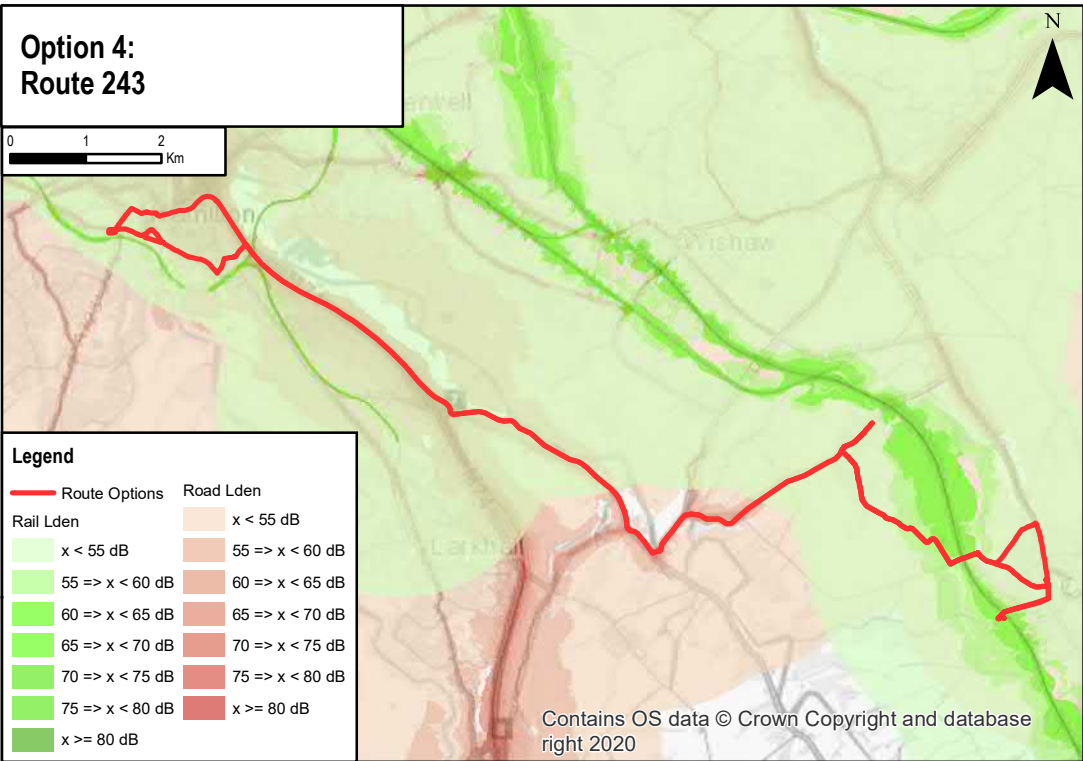 Option 4:
Route 243
N
0 1 2
Km
erwell
Hamilton
Wishaw
Larkhall
Legend
Route Options
Rail Lden
x < 55 dB
55 => x < 60 dB
60 => x < 65 dB
65 => x < 70 dB
70 => x < 75 dB
75 => x < 80 dB
x >= 80 dB
Road Lden
x < 55 dB
55 => x < 60 dB
60 => x < 65 dB
65 => x < 70 dB
70 => x < 75 dB
75 => x < 80 dB
x >= 80 dB
Contains OS data © Crown Copyright and database
right 2020